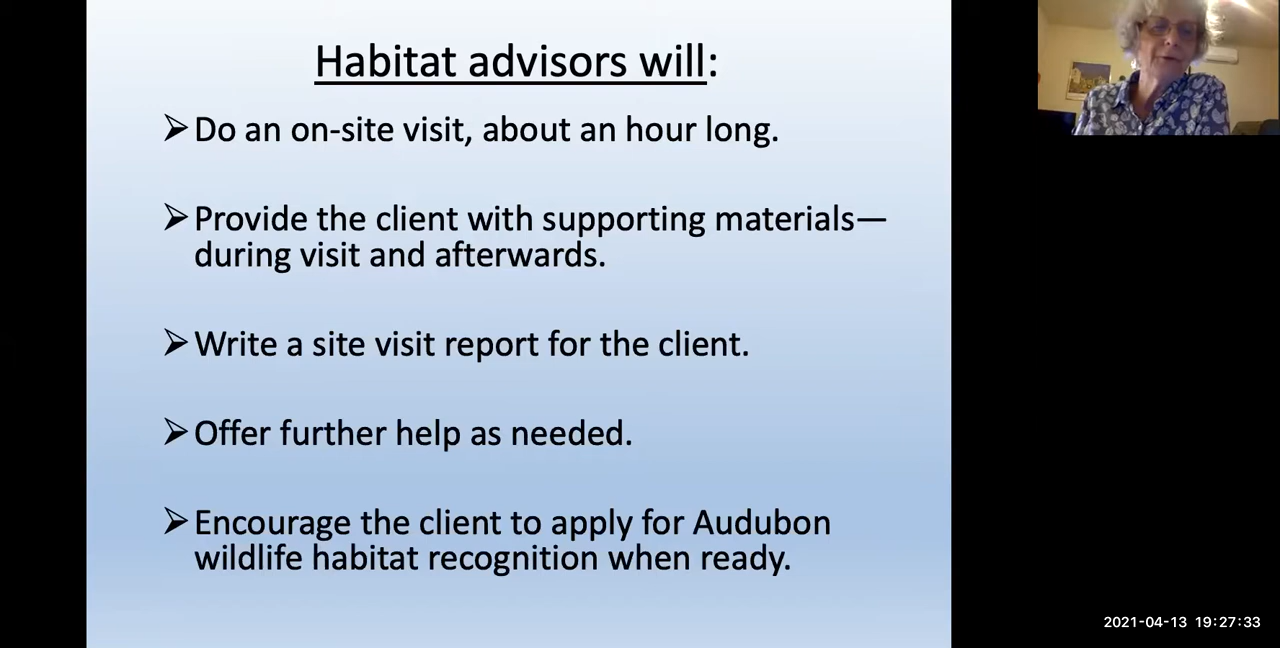 Habitat advisors will:
➢Do an on-site visit, about an hour long.
➢Provide the client with supporting materials—
during visit and afterwards.
➢Write a site visit report for the client.
➢Offer further help as needed.
➢Encourage the client to apply for Audubon
wildlife habitat recognition when ready.
2021-04-13 19:27:33